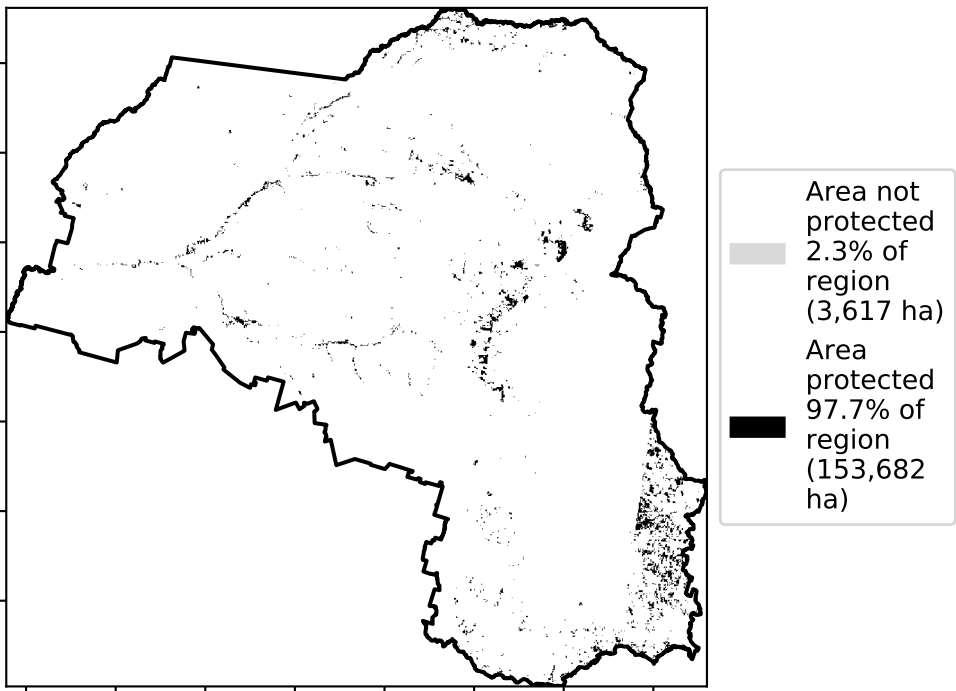 Area not
protected
2.3% of
region
(3,617 ha)
Area
protected
97.7% of
region
(153,682
ha)